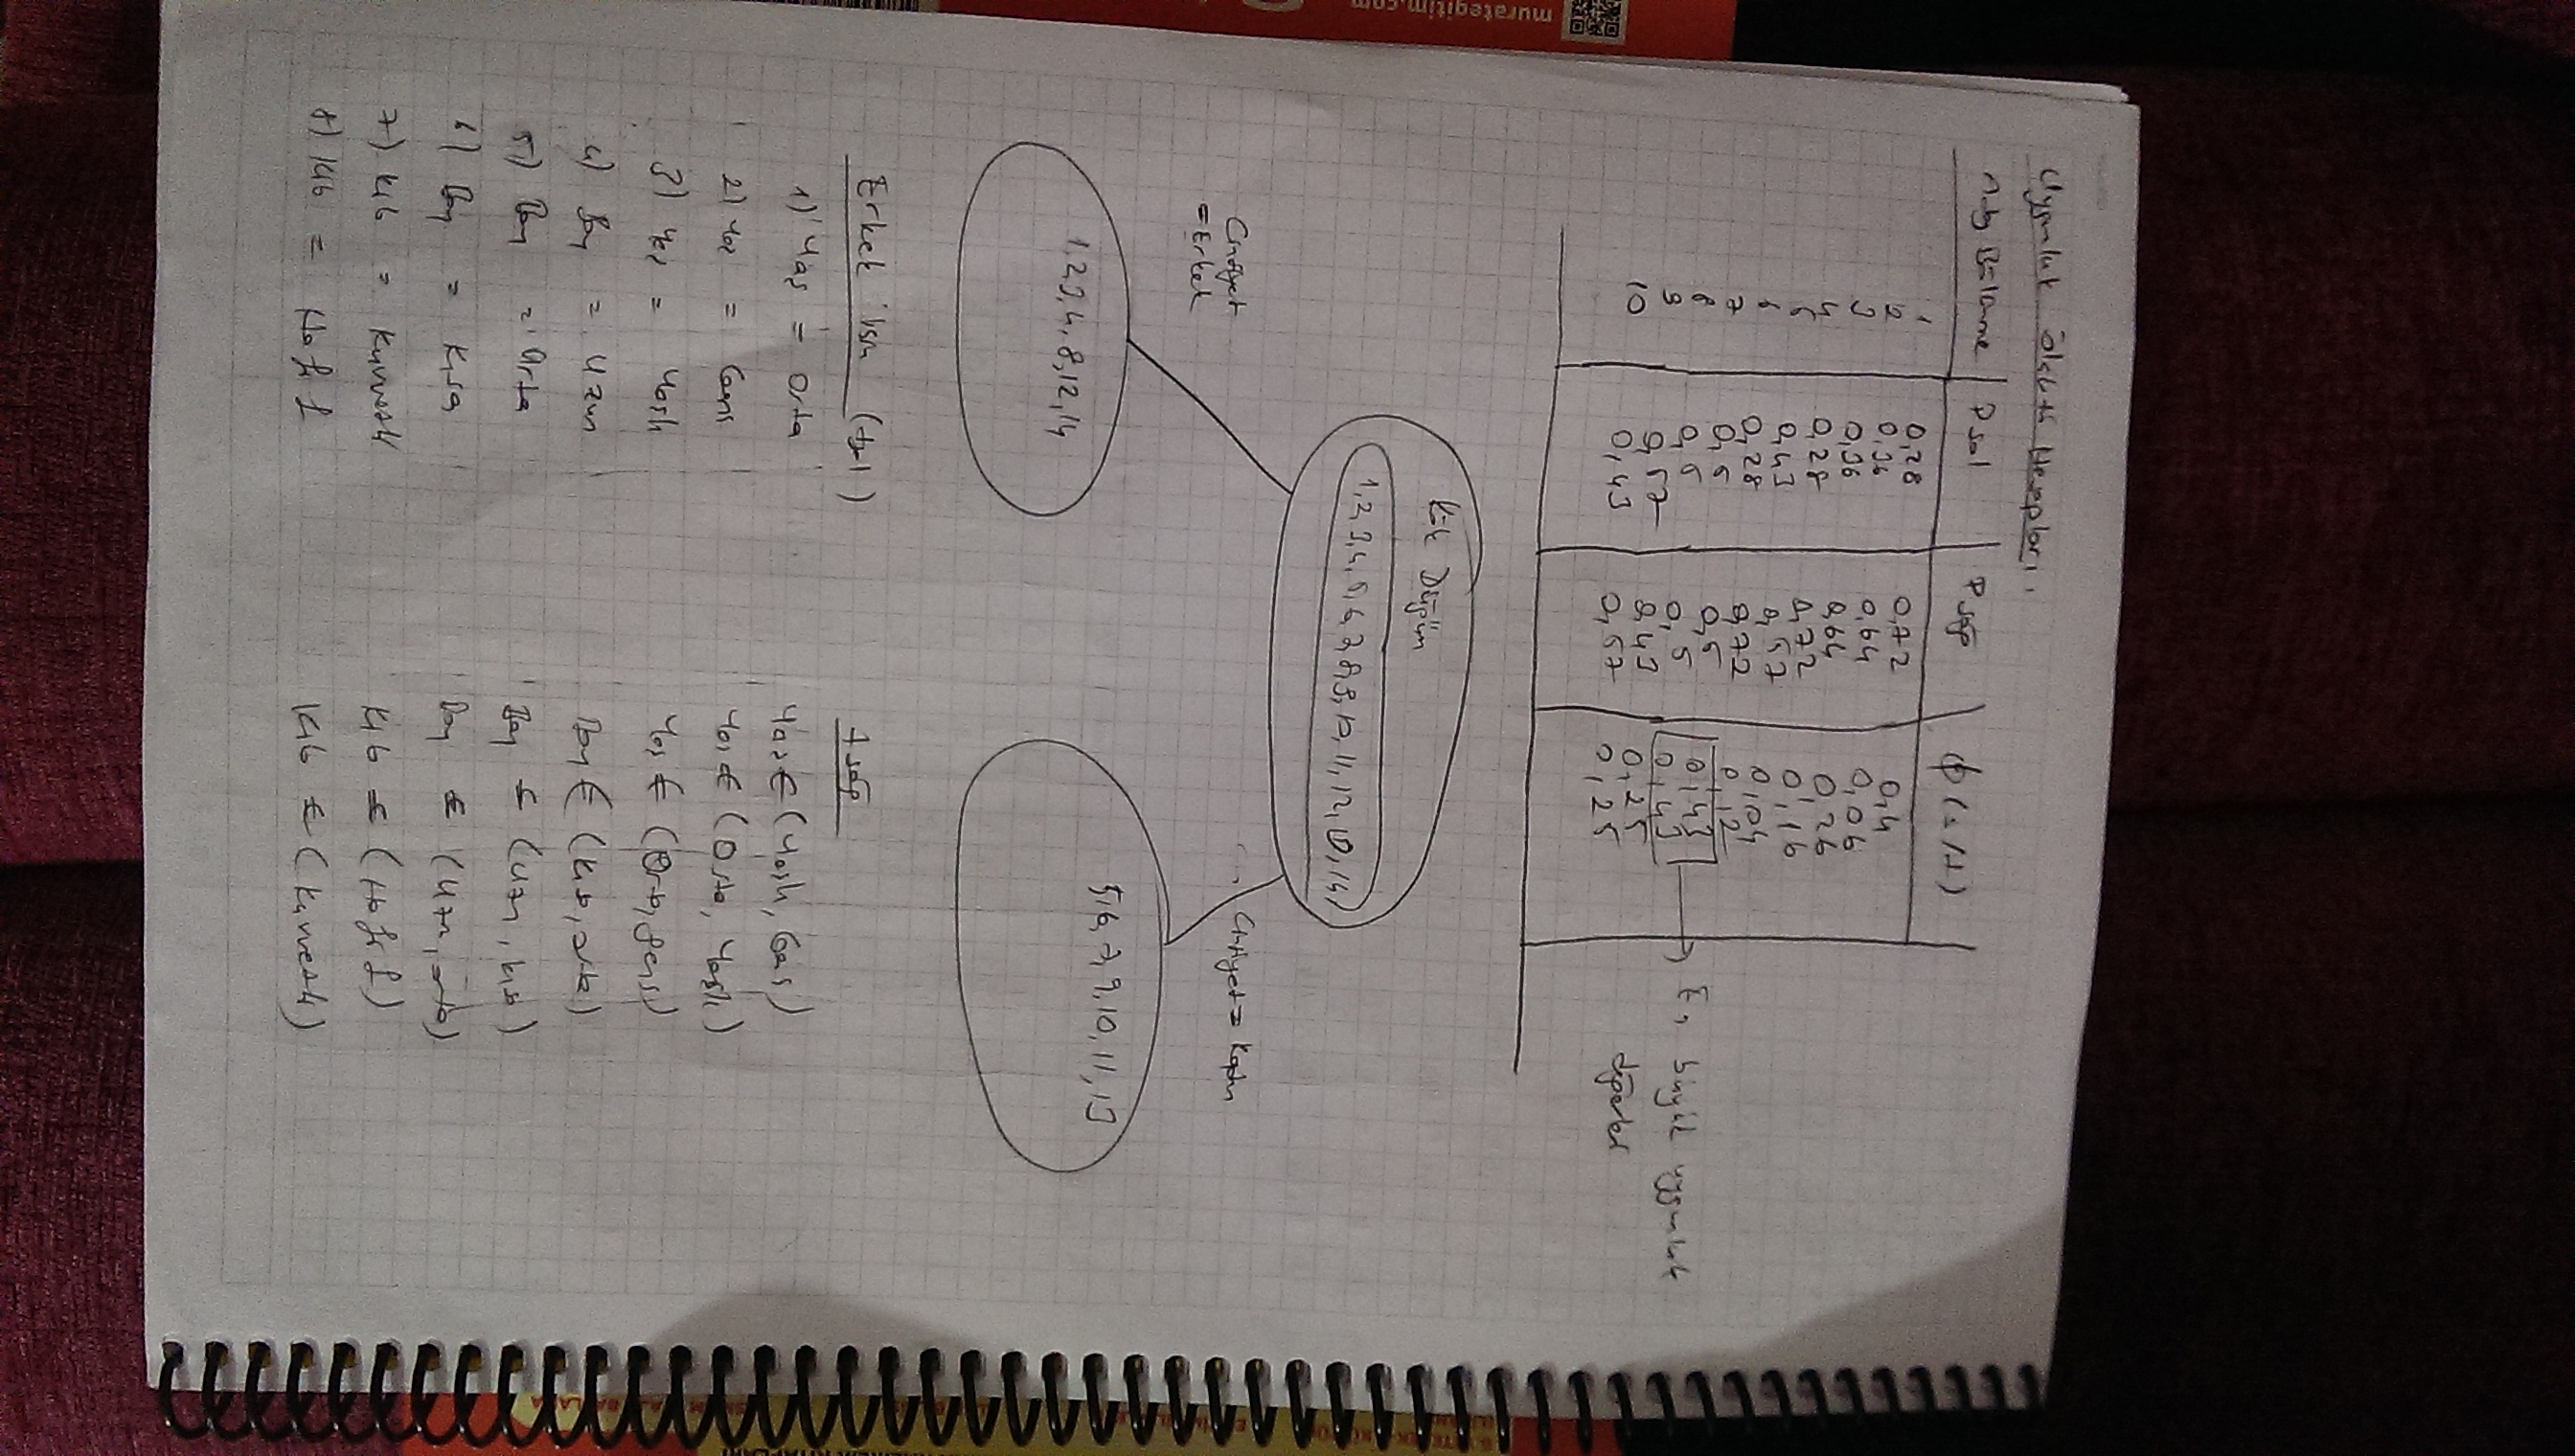 Uygunluk Ölçütü Hesapları:
Aday Bölünme | Psol | Psağ | Φ(s/t)
1 | 0,28 | 0,72 | 0,4
2 | 0,36 | 0,64 | 0,06
3 | 0,36 | 0,64 | 0,26
4 | 0,28 | 0,72 | 0,16
5 | 0,43 | 0,57 | 0,04
6 | 0,28 | 0,72 | 0,12
7 | 0,5 | 0,5 | 0,43
8 | 0,5 | 0,5 | 0,43
9 | 0,57 | 0,43 | 0,25
10 | 0,43 | 0,57 | 0,25
En büyük uygunluk
değerler
Kök Düğüm
1,2,3,4,5,6,7,8,9,10,11,12,13,14
Cinsiyet
=Erkek
Cinsiyet = Kadın
1,2,3,4,8,12,14
5,6,7,9,10,11,13
Erkek için (tsol)
tsağ
1) Yaş = Orta
Yaş ∈ (Yaşlı, Genç)
2) Yaş = Genç
Yaş ∈ (Orta, Yaşlı)
3) Yaş = Yaşlı
Yaş ∈ (Orta, genç)
4) Boy = Uzun
Boy ∈ (Kısa, orta)
5) Boy = Orta
Boy ∈ (Uzun, kısa)
6) Boy = Kısa
Boy ∈ (Uzun, orta)
7) Kilo = Kuvvetli
Kilo ∈ (Hafif)
8) Kilo = Hafif
Kilo ∈ (Kuvvetli)
murategitim.com